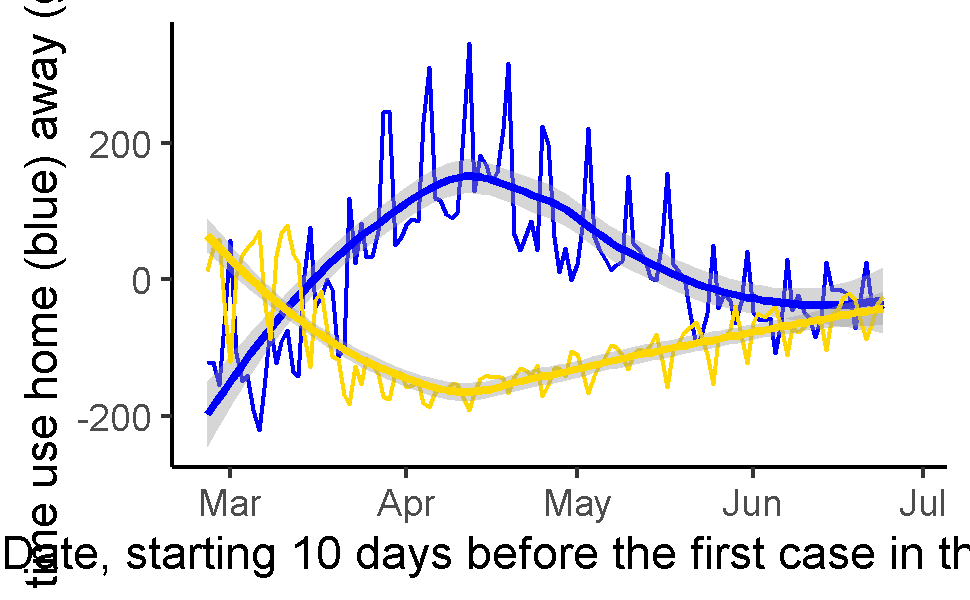 time use home (blue) away (
200
0
-200
Mar Apr May Jun Jul
Date, starting 10 days before the first case in th